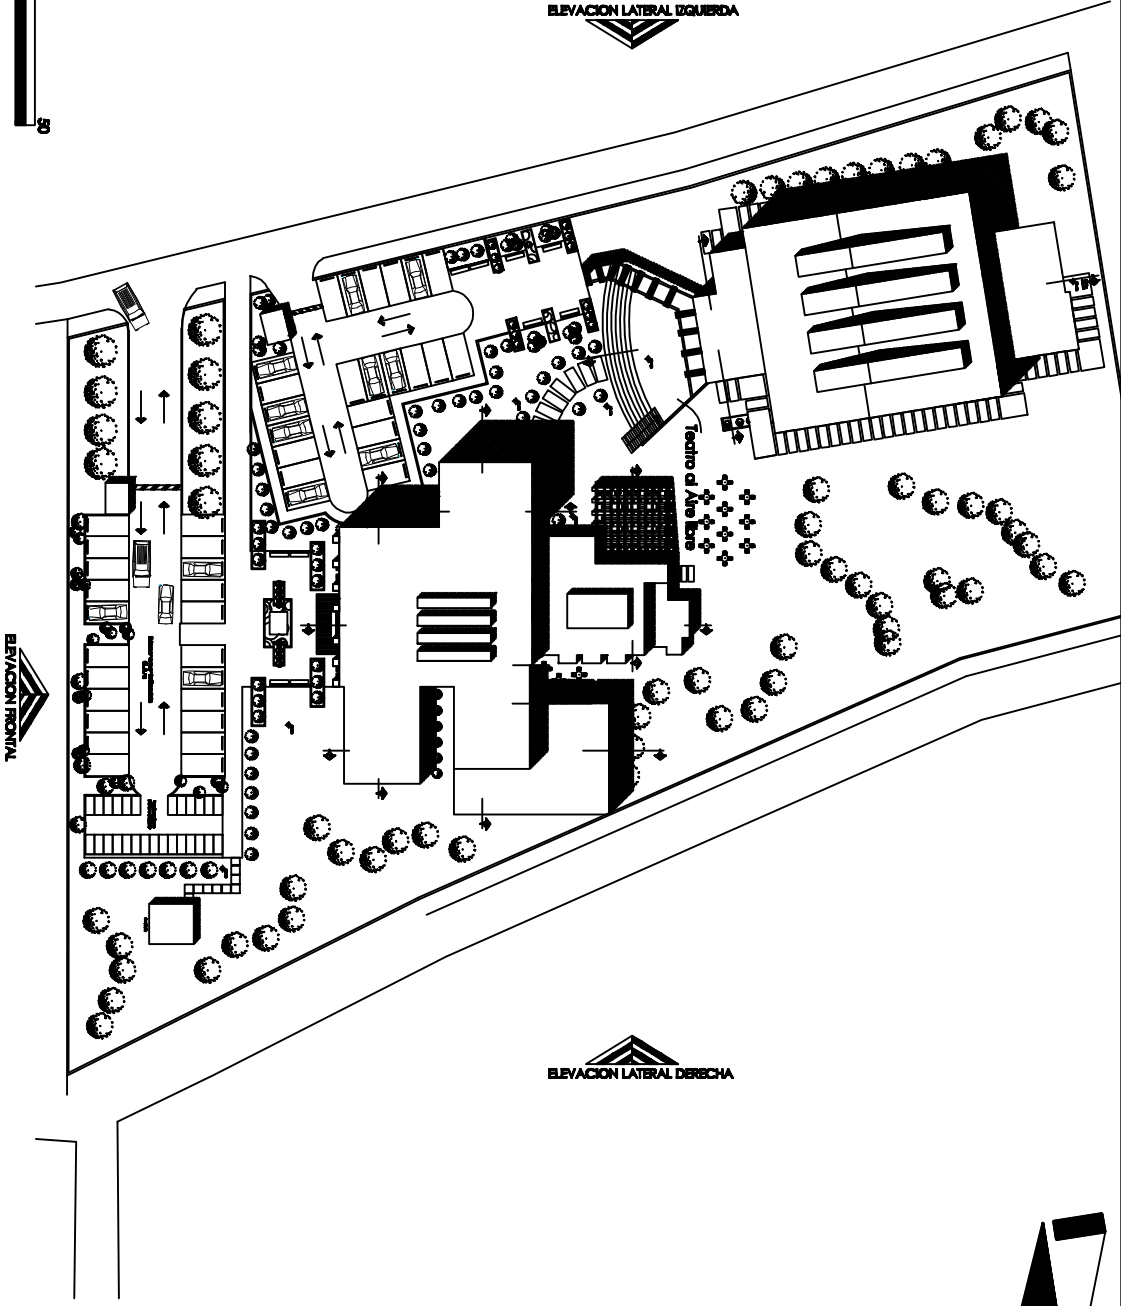 ELEVACION LATERAL IZQUIERDA
50
Teatro al Aire libre
ELEVACION FRONTAL
ELEVACION LATERAL DERECHA